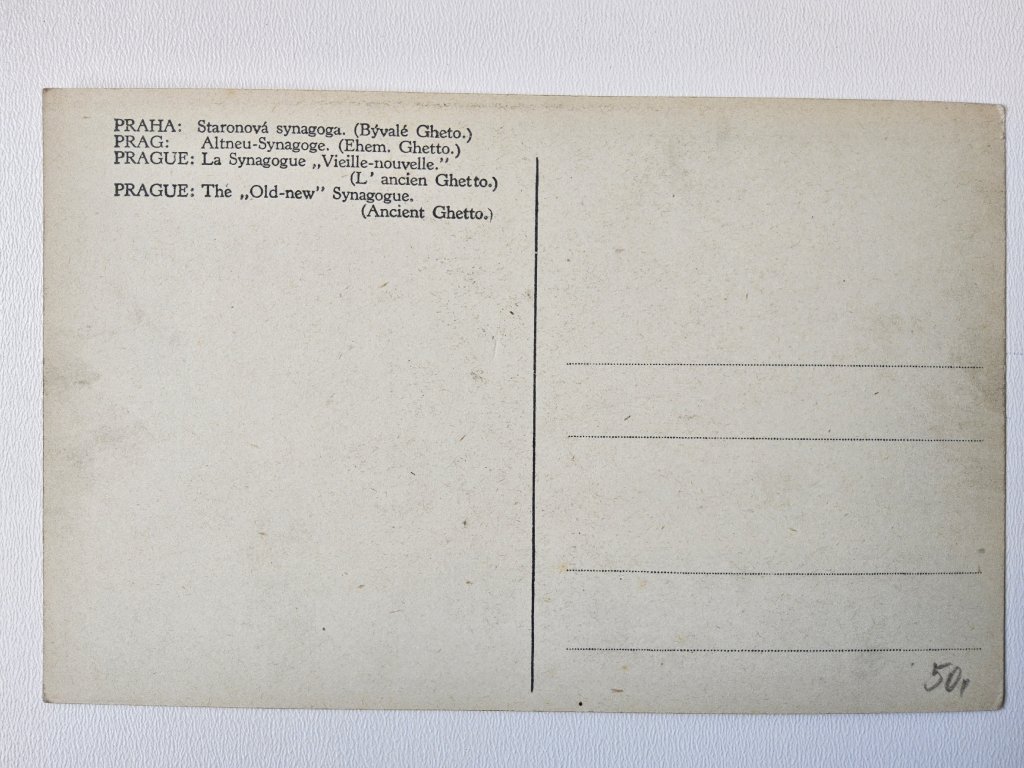 PRAHA: Staronová synagoga. (Bývalé Gheto.)
PRAG: Altneu-Synagoge. (Ehem. Ghetto.)
PRAGUE: La Synagogue „Vieille-nouvelle.”
(L' ancien Ghetto.)
PRAGUE: The „Old-new” Synagogue.
(Ancient Ghetto.)
50,